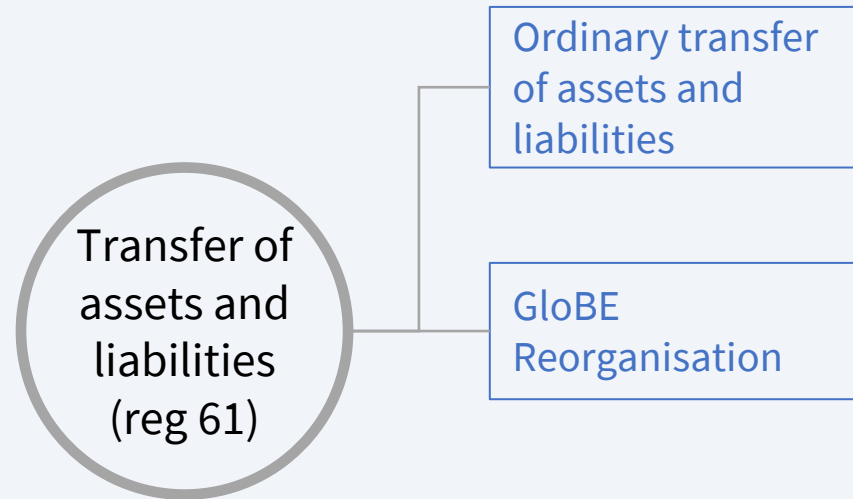 Transfer of
assets and
liabilities
(reg 61)
Ordinary transfer
of assets and
liabilities
GloBE
Reorganisation